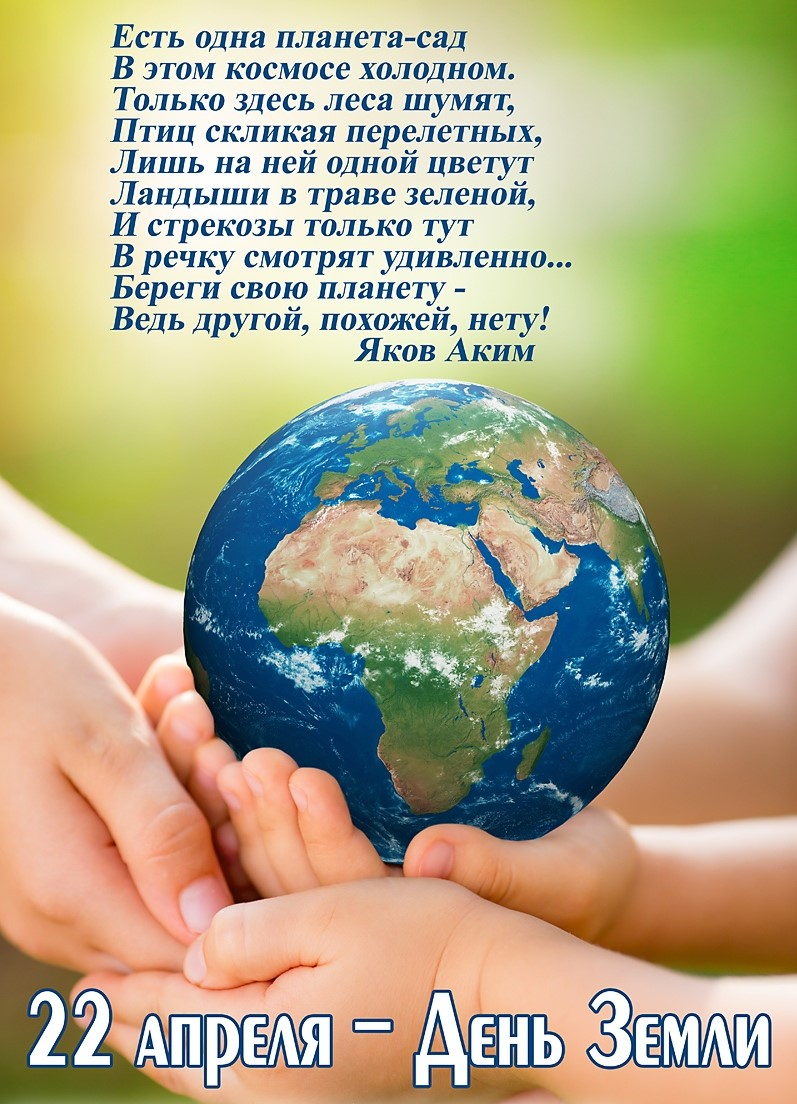 Есть одна планета-сад
В этом космосе холодном.
Только здесь леса шумят,
Птиц скликая перелетных,
Лишь на ней одной цветут
Ландыши в траве зеленой,
И стрекозы только тут
В речку смотрят удивленно...
Береги свою планету -
Ведь другой, похожей, нету!
Яков Аким
22 апреля – День Земли